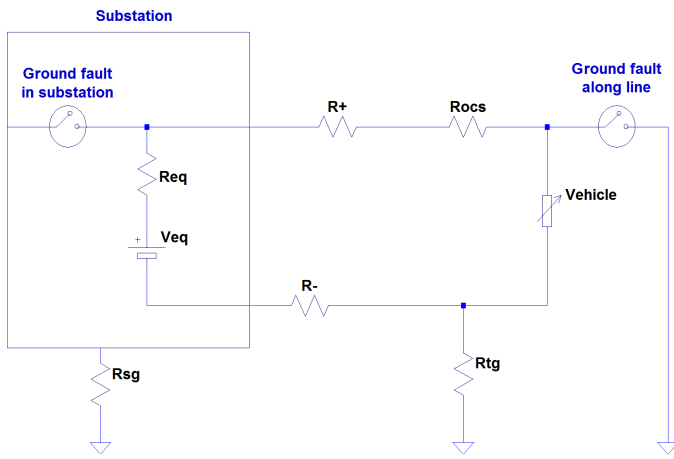 Substation
Ground fault
in substation
Ground fault
along line
R+
Rocs
Req
Vehicle
+
Veq
R-
Rsg
Rtg